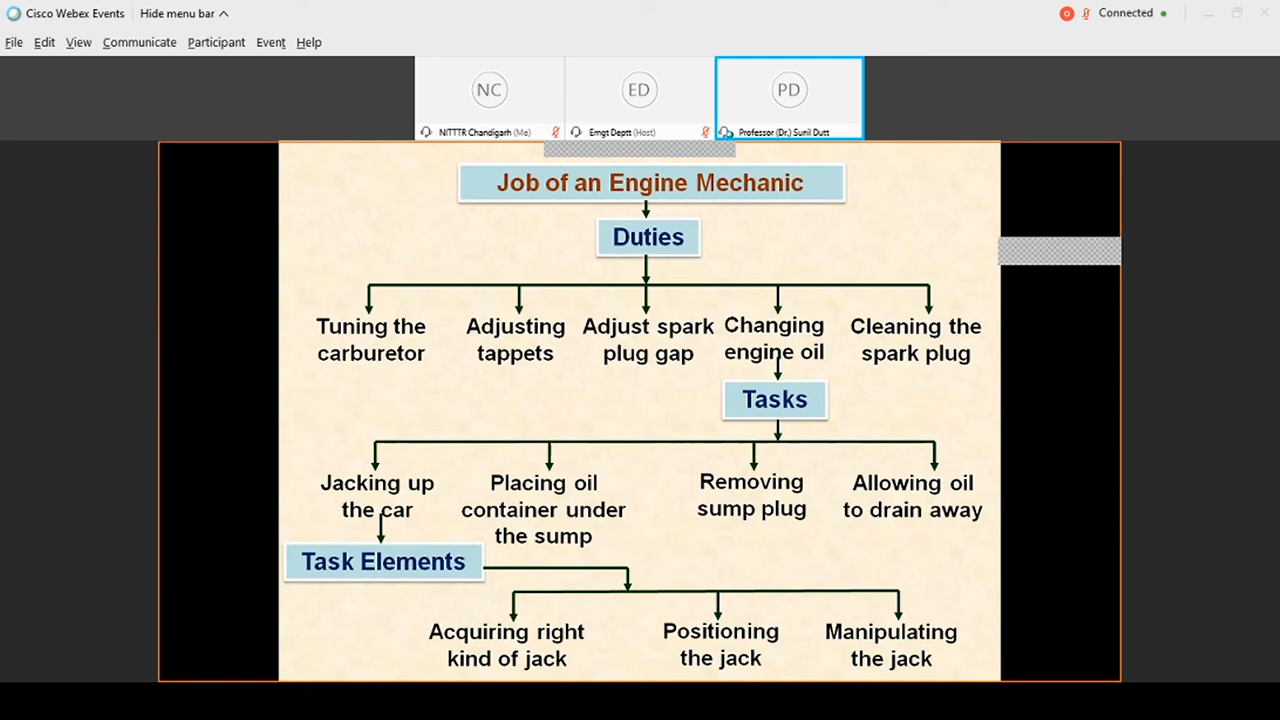 Cisco Webex Events
Hide menu bar
Connected
File Edit View Communicate Participant Event Help
NC
ED
PD
NITTTR Chandigarh (Me)
Emgt Deptt (Host)
Professor (Dr.) Sunil Dutt
Job of an Engine Mechanic
Duties
Tuning the
carburetor
Adjusting
tappets
Adjust spark
plug gap
Changing
engine oil
Cleaning the
spark plug
Tasks
Jacking up
the car
Placing oil
container under
the sump
Removing
sump plug
Allowing oil
to drain away
Task Elements
Acquiring right
kind of jack
Positioning
the jack
Manipulating
the jack